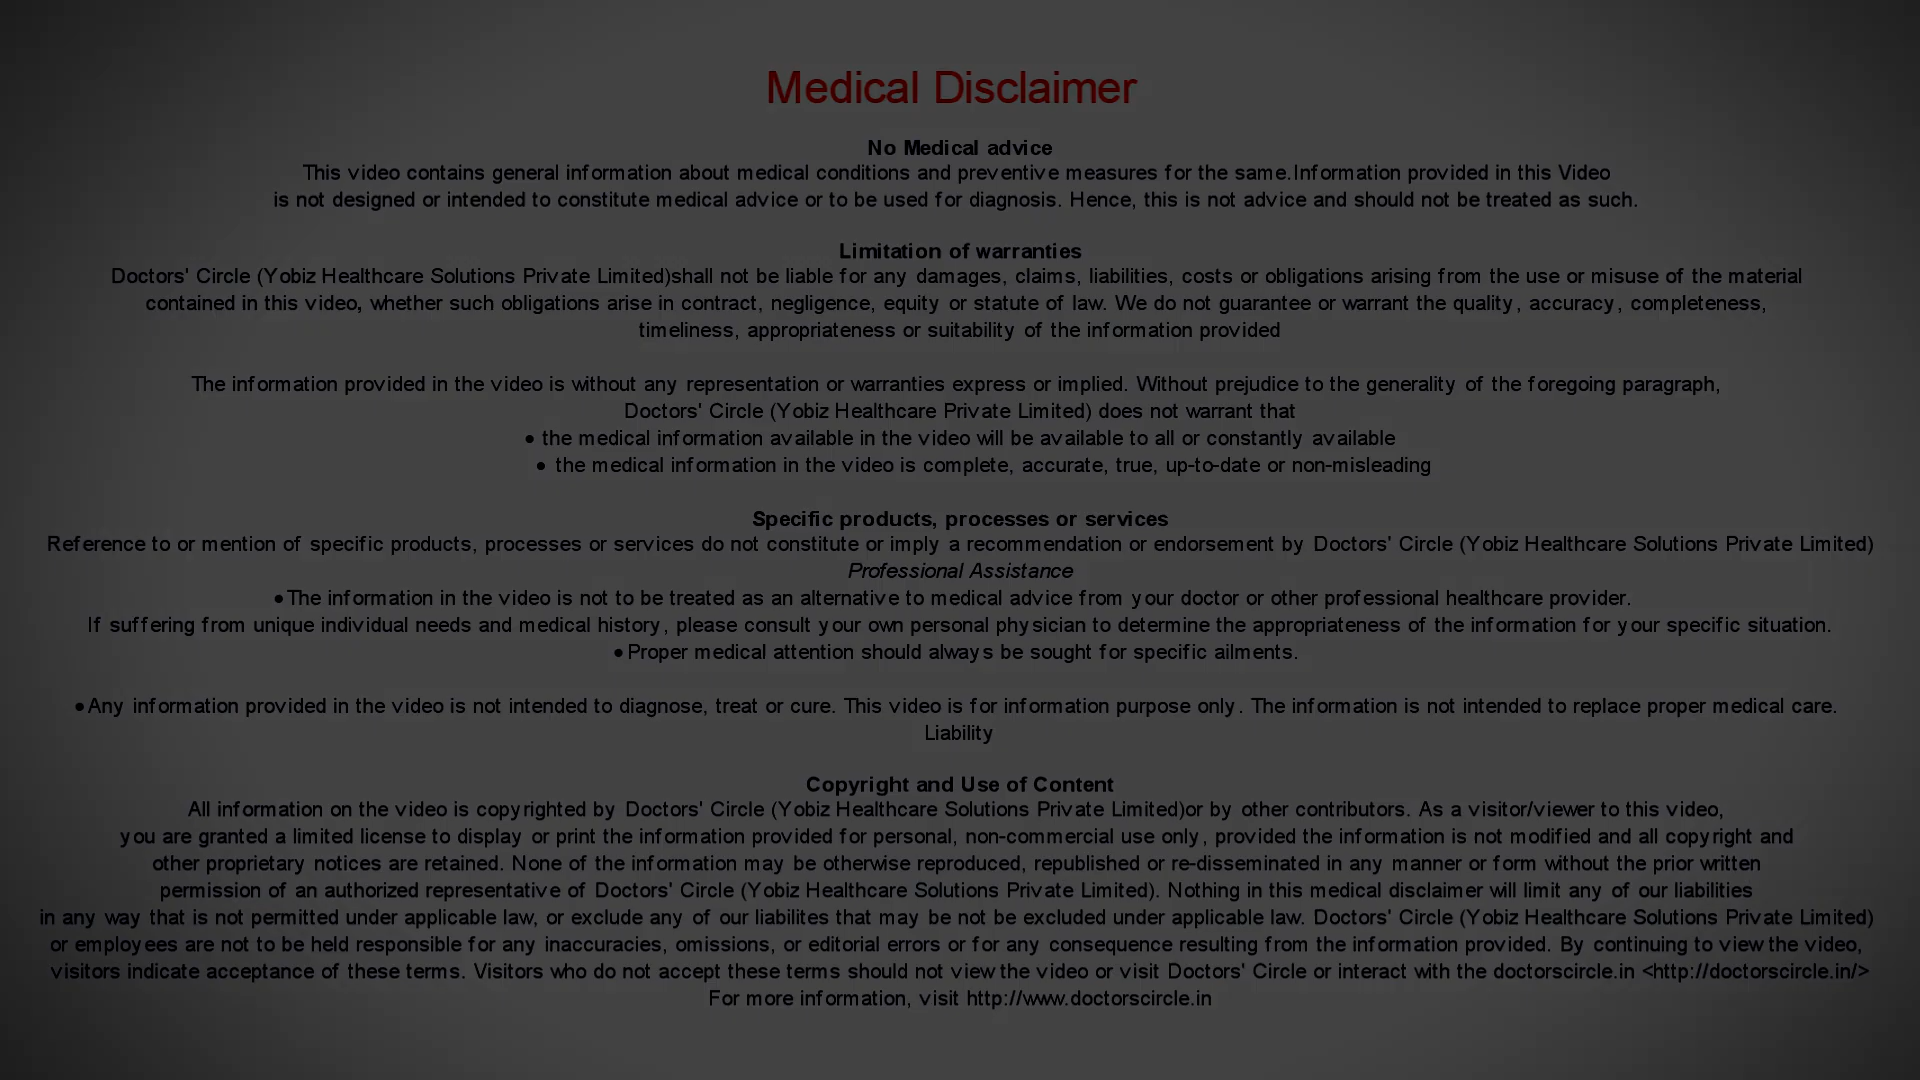 Medical Disclaimer
No Medical advice
This video contains general information about medical conditions and preventive measures for the same.Information provided in this Video
is not designed or intended to constitute medical advice or to be used for diagnosis. Hence, this is not advice and should not be treated as such.
Limitation of warranties
Doctors' Circle (Yobiz Healthcare Solutions Private Limited)shall not be liable for any damages, claims, liabilities, costs or obligations arising from the use or misuse of the material
contained in this video, whether such obligations arise in contract, negligence, equity or statute of law. We do not guarantee or warrant the quality, accuracy, completeness,
timeliness, appropriateness or suitability of the information provided
The information provided in the video is without any representation or warranties express or implied. Without prejudice to the generality of the foregoing paragraph,
Doctors' Circle (Yobiz Healthcare Private Limited) does not warrant that
• the medical information available in the video will be available to all or constantly available
• the medical information in the video is complete, accurate, true, up-to-date or non-misleading
Specific products, processes or services
Reference to or mention of specific products, processes or services do not constitute or imply a recommendation or endorsement by Doctors' Circle (Yobiz Healthcare Solutions Private Limited)
Professional Assistance
•The information in the video is not to be treated as an alternative to medical advice from your doctor or other professional healthcare provider.
If suffering from unique individual needs and medical history, please consult your own personal physician to determine the appropriateness of the information for your specific situation.
•Proper medical attention should always be sought for specific ailments.
•Any information provided in the video is not intended to diagnose, treat or cure. This video is for information purpose only. The information is not intended to replace proper medical care.
Liability
Copyright and Use of Content
All information on the video is copyrighted by Doctors' Circle (Yobiz Healthcare Solutions Private Limited)or by other contributors. As a visitor/viewer to this video,
you are granted a limited license to display or print the information provided for personal, non-commercial use only, provided the information is not modified and all copyright and
other proprietary notices are retained. None of the information may be otherwise reproduced, republished or re-disseminated in any manner or form without the prior written
permission of an authorized representative of Doctors' Circle (Yobiz Healthcare Solutions Private Limited). Nothing in this medical disclaimer will limit any of our liabilities
in any way that is not permitted under applicable law, or exclude any of our liabilites that may be not be excluded under applicable law. Doctors' Circle (Yobiz Healthcare Solutions Private Limited)
or employees are not to be held responsible for any inaccuracies, omissions, or editorial errors or for any consequence resulting from the information provided. By continuing to view the video,
visitors indicate acceptance of these terms. Visitors who do not accept these terms should not view the video or visit Doctors' Circle or interact with the doctorscircle.in <http://doctorscircle.in/>
For more information, visit http://www.doctorscircle.in